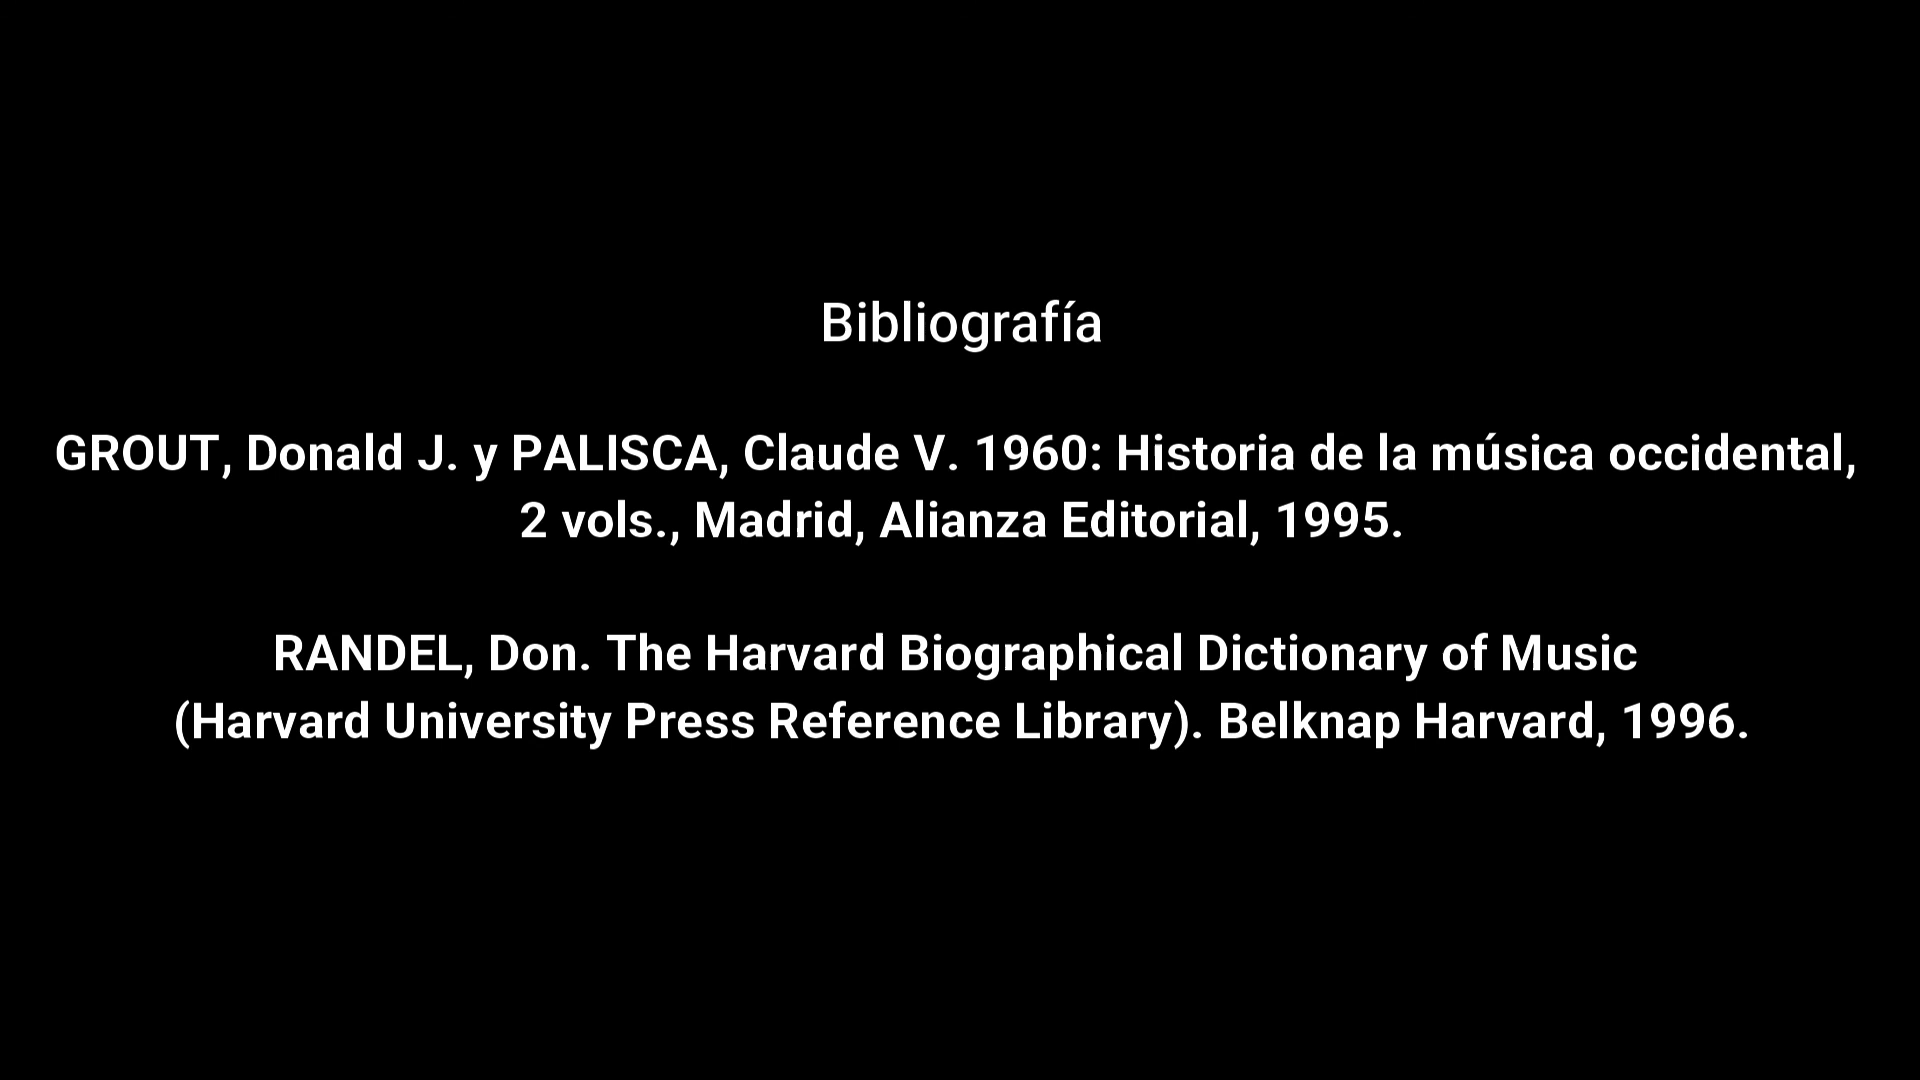 Bibliografía
GROUT, Donald J. y PALISCA, Claude V. 1960: Historia de la música occidental,
2 vols., Madrid, Alianza Editorial, 1995.
RANDEL, Don. The Harvard Biographical Dictionary of Music
(Harvard University Press Reference Library). Belknap Harvard, 1996.